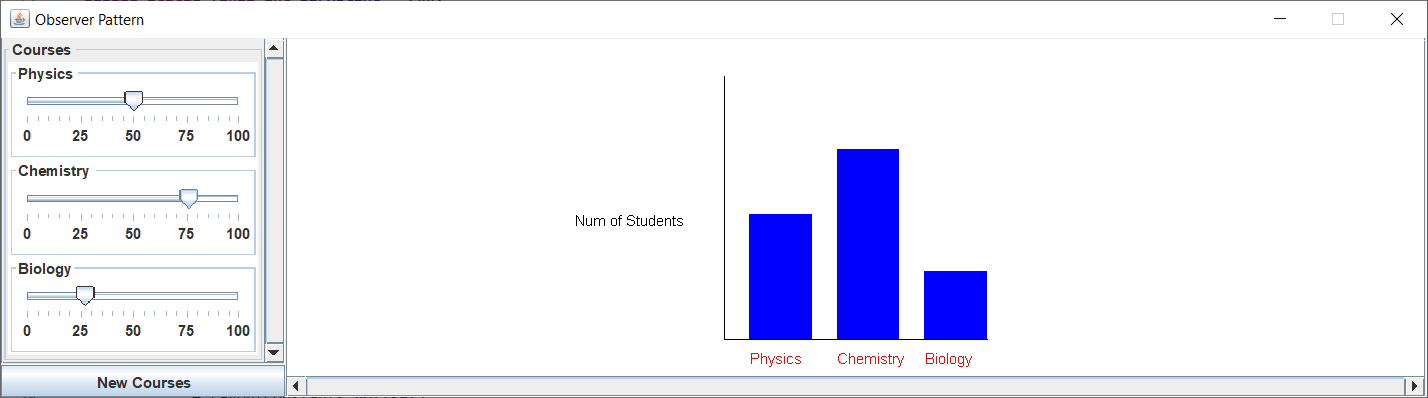 Observer Pattern
Courses
Physics
0 25 50 75 100
Chemistry
0 25 50 75 100
Biology
0 25 50 75 100
New Courses
Num of Students
Physics Chemistry Biology